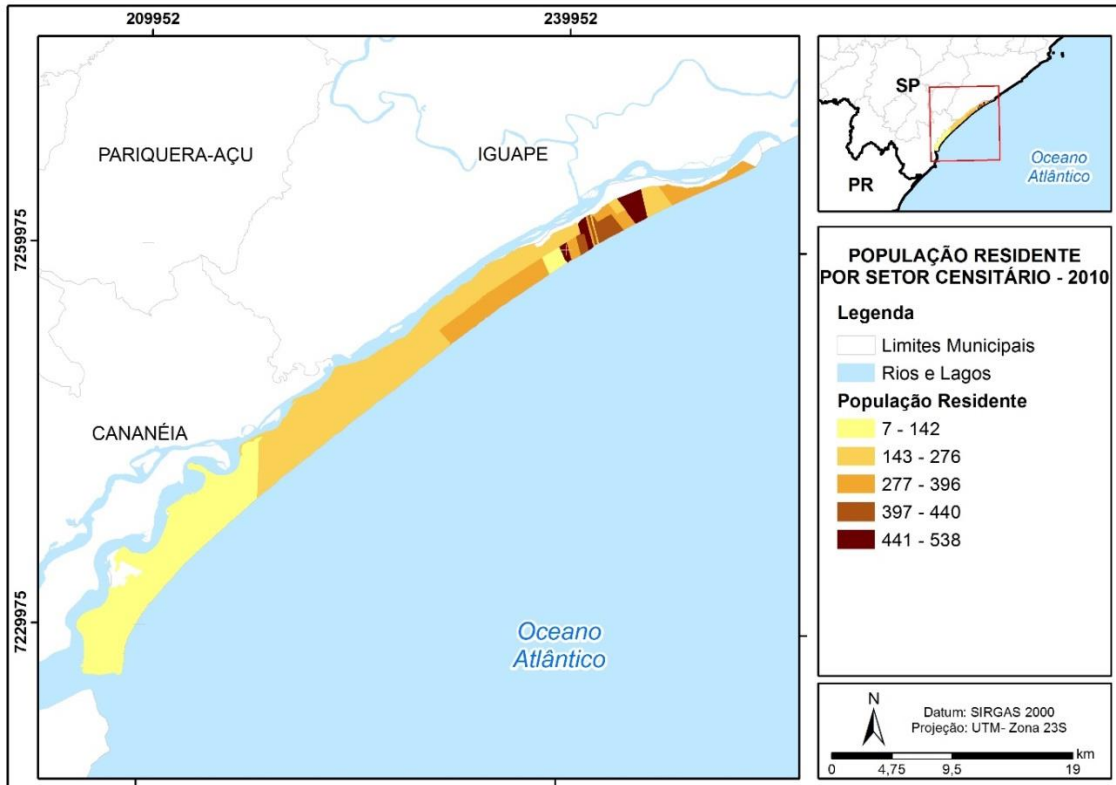 209952
239952
7259975
7229975
PARIQUERA-AÇU
IGUAPE
CANANÉIA
Oceano
Atlântico
SP
PR
Oceano
Atlântico
POPULAÇÃO RESIDENTE
POR SETOR CENSITÁRIO - 2010
Legenda
Limites Municipais
Rios e Lagos
População Residente
7 - 142
143 - 276
277 - 396
397 - 440
441 - 538
N
Datum: SIRGAS 2000
Projeção: UTM- Zona 23S
km
0 4,75 9,5 19